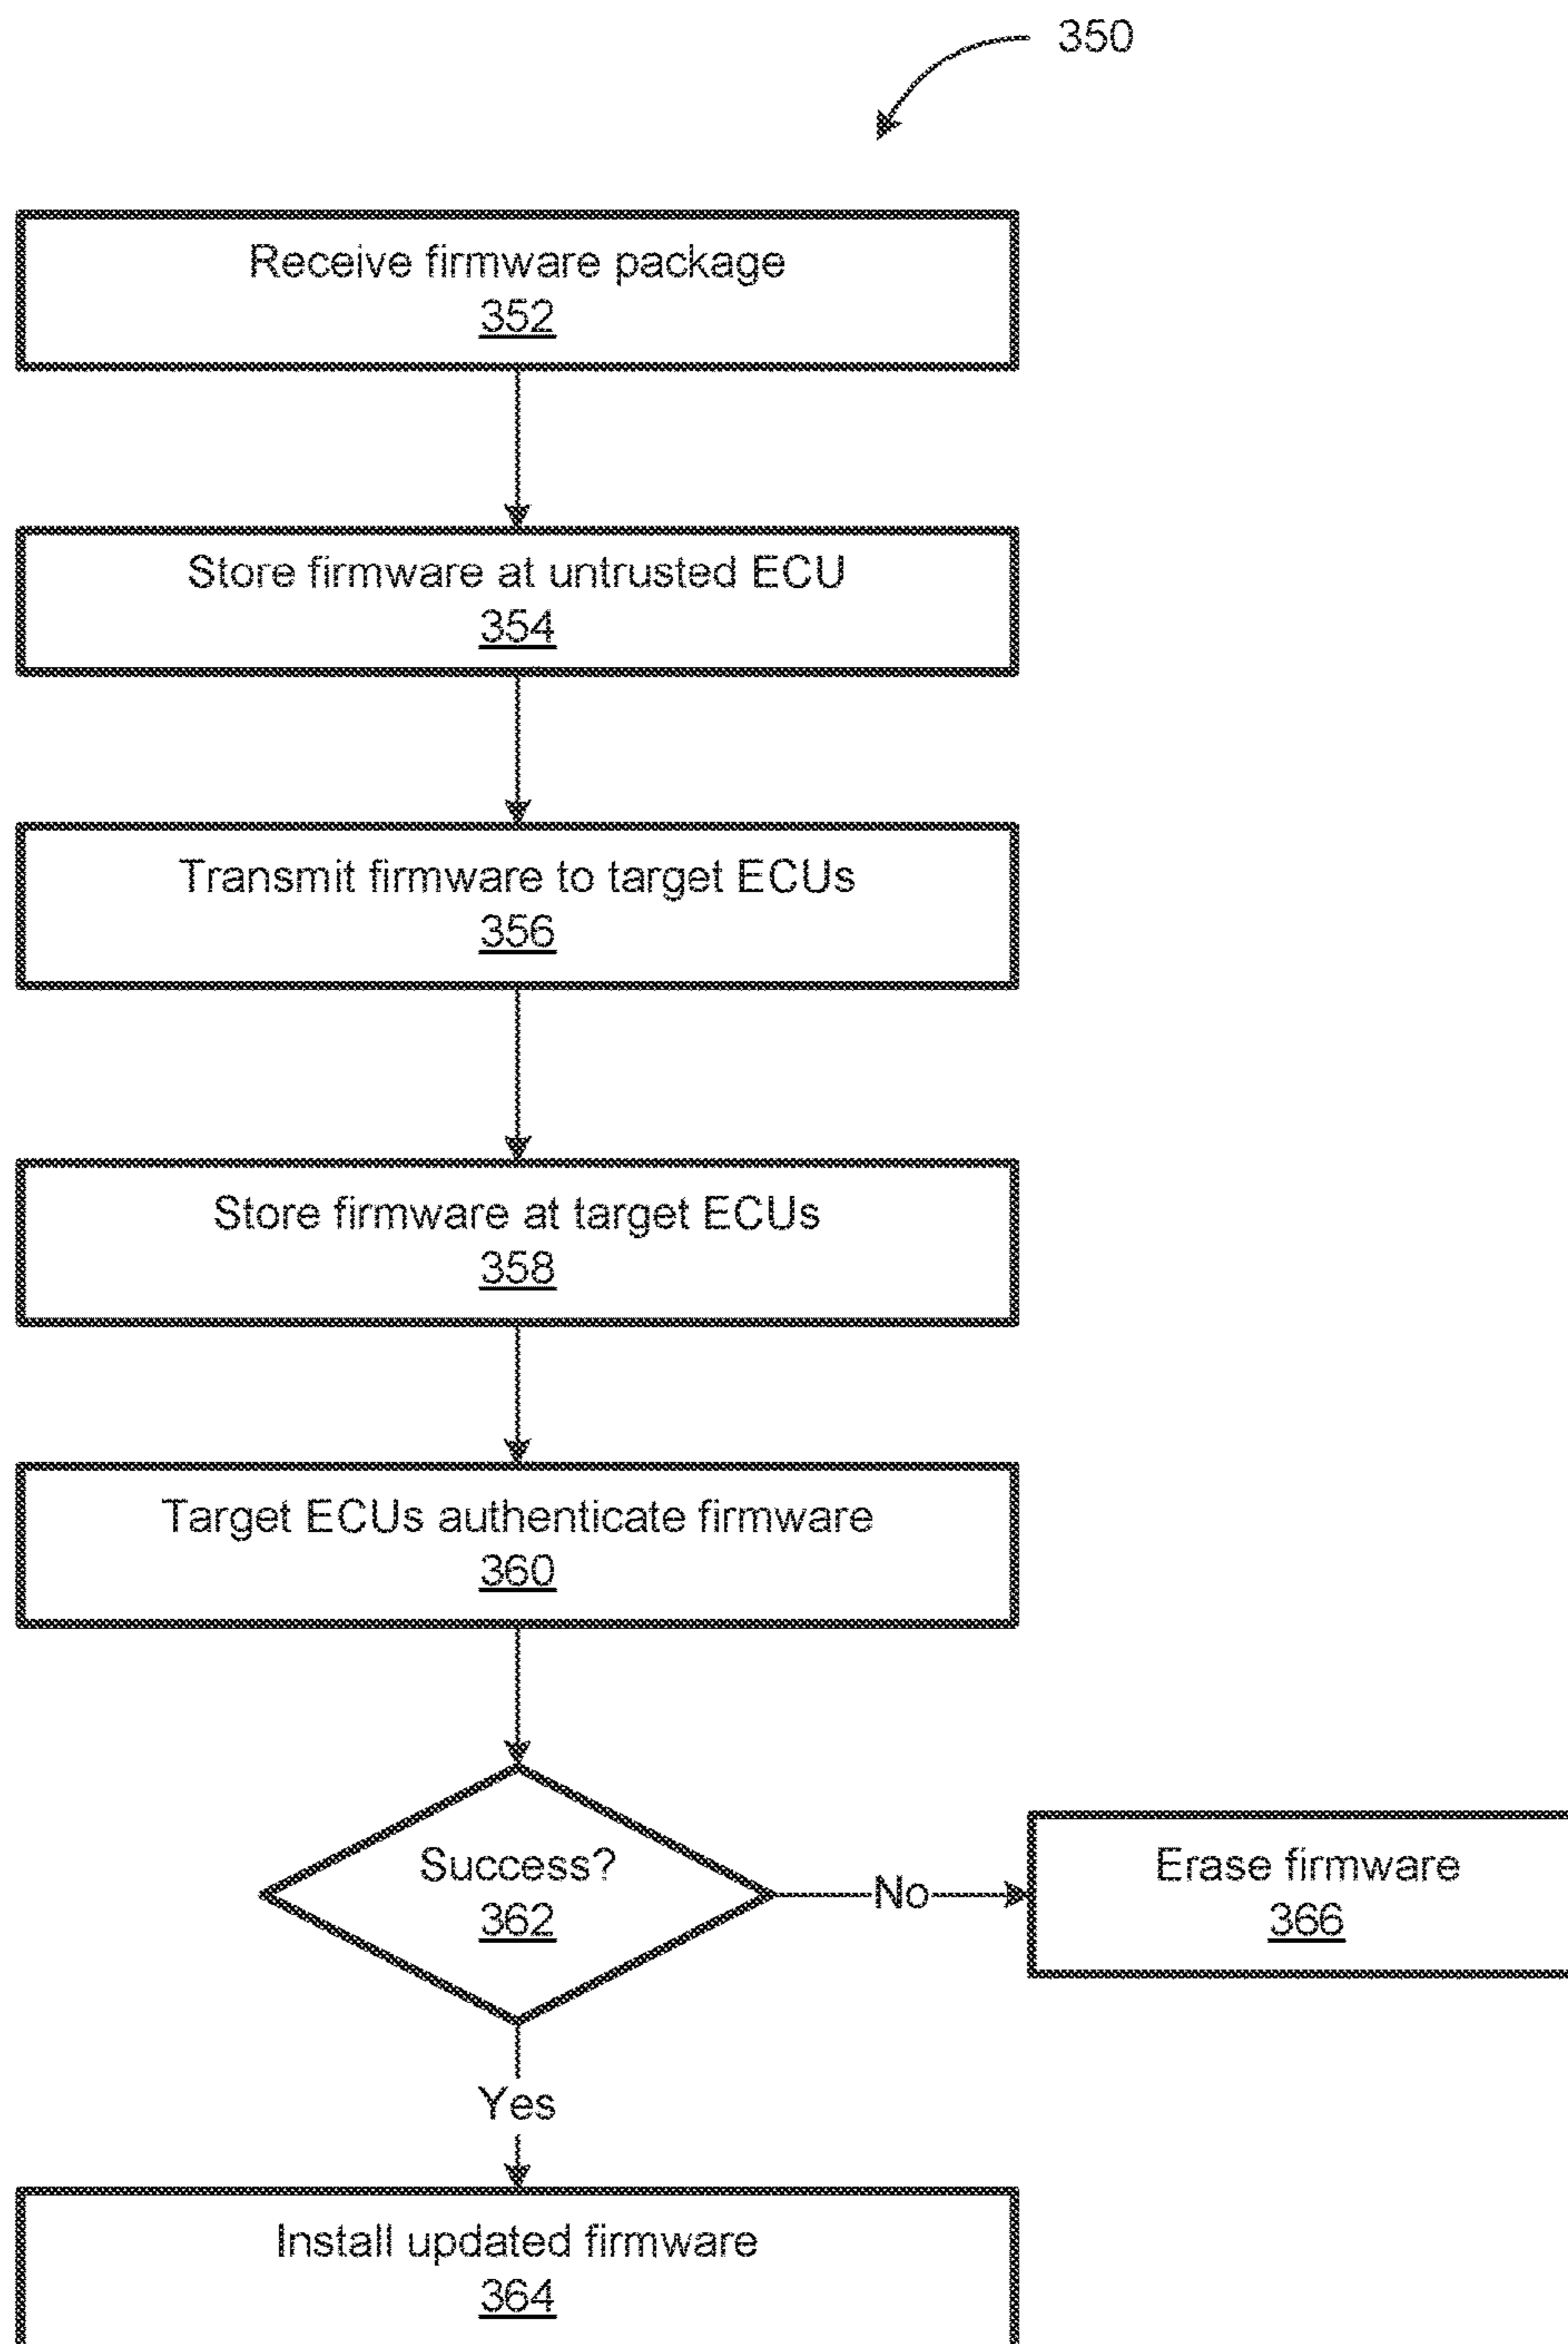 350
Receive firmware package
352
Store firmware at untrusted ECU
354
Transmit firmware to target ECUs
356
Store firmware at target ECUs
358
Target ECUs authenticate firmware
360
Success?
362
No
Erase firmware
366
Yes
Install updated firmware
364